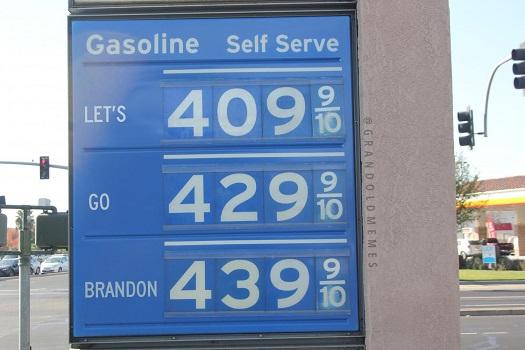 Gasoline Self Serve
LET'S 409 9/10
GO 429 9/10
BRANDON 439 9/10
@GRANDOLDMEMES